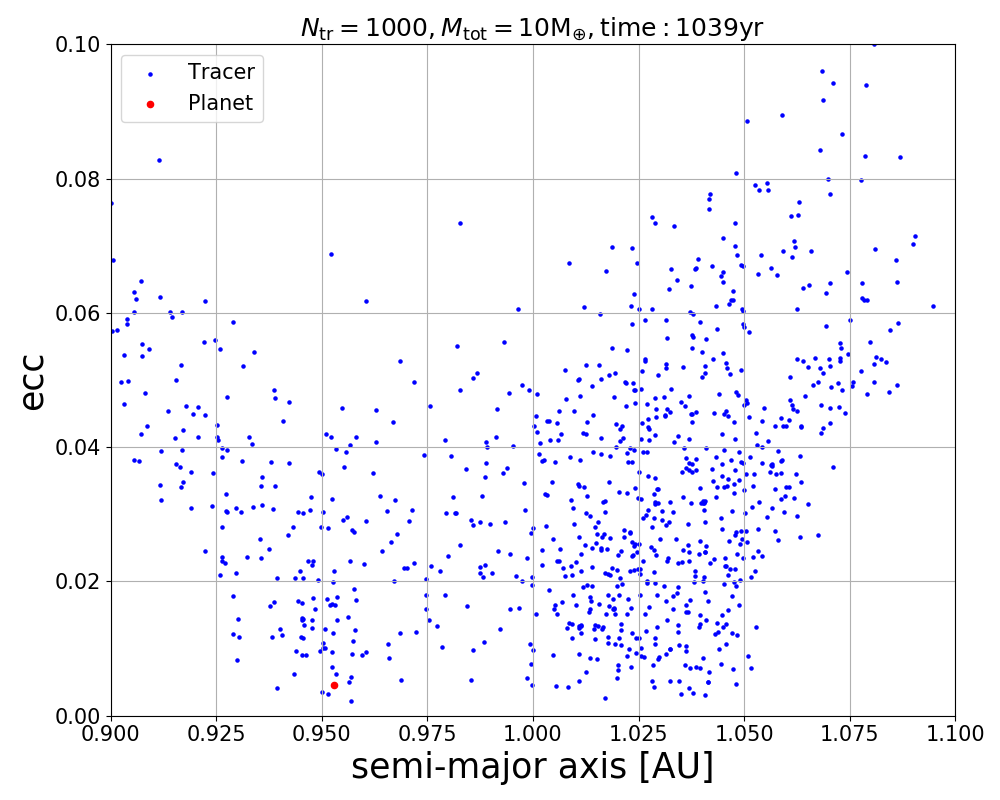 N_tr = 1000, M_tot = 10M_⊕, time : 1039yr
Tracer
Planet
ecc
0.10
0.08
0.06
0.04
0.02
0.00
0.900 0.925 0.950 0.975 1.000 1.025 1.050 1.075 1.100
semi-major axis [AU]